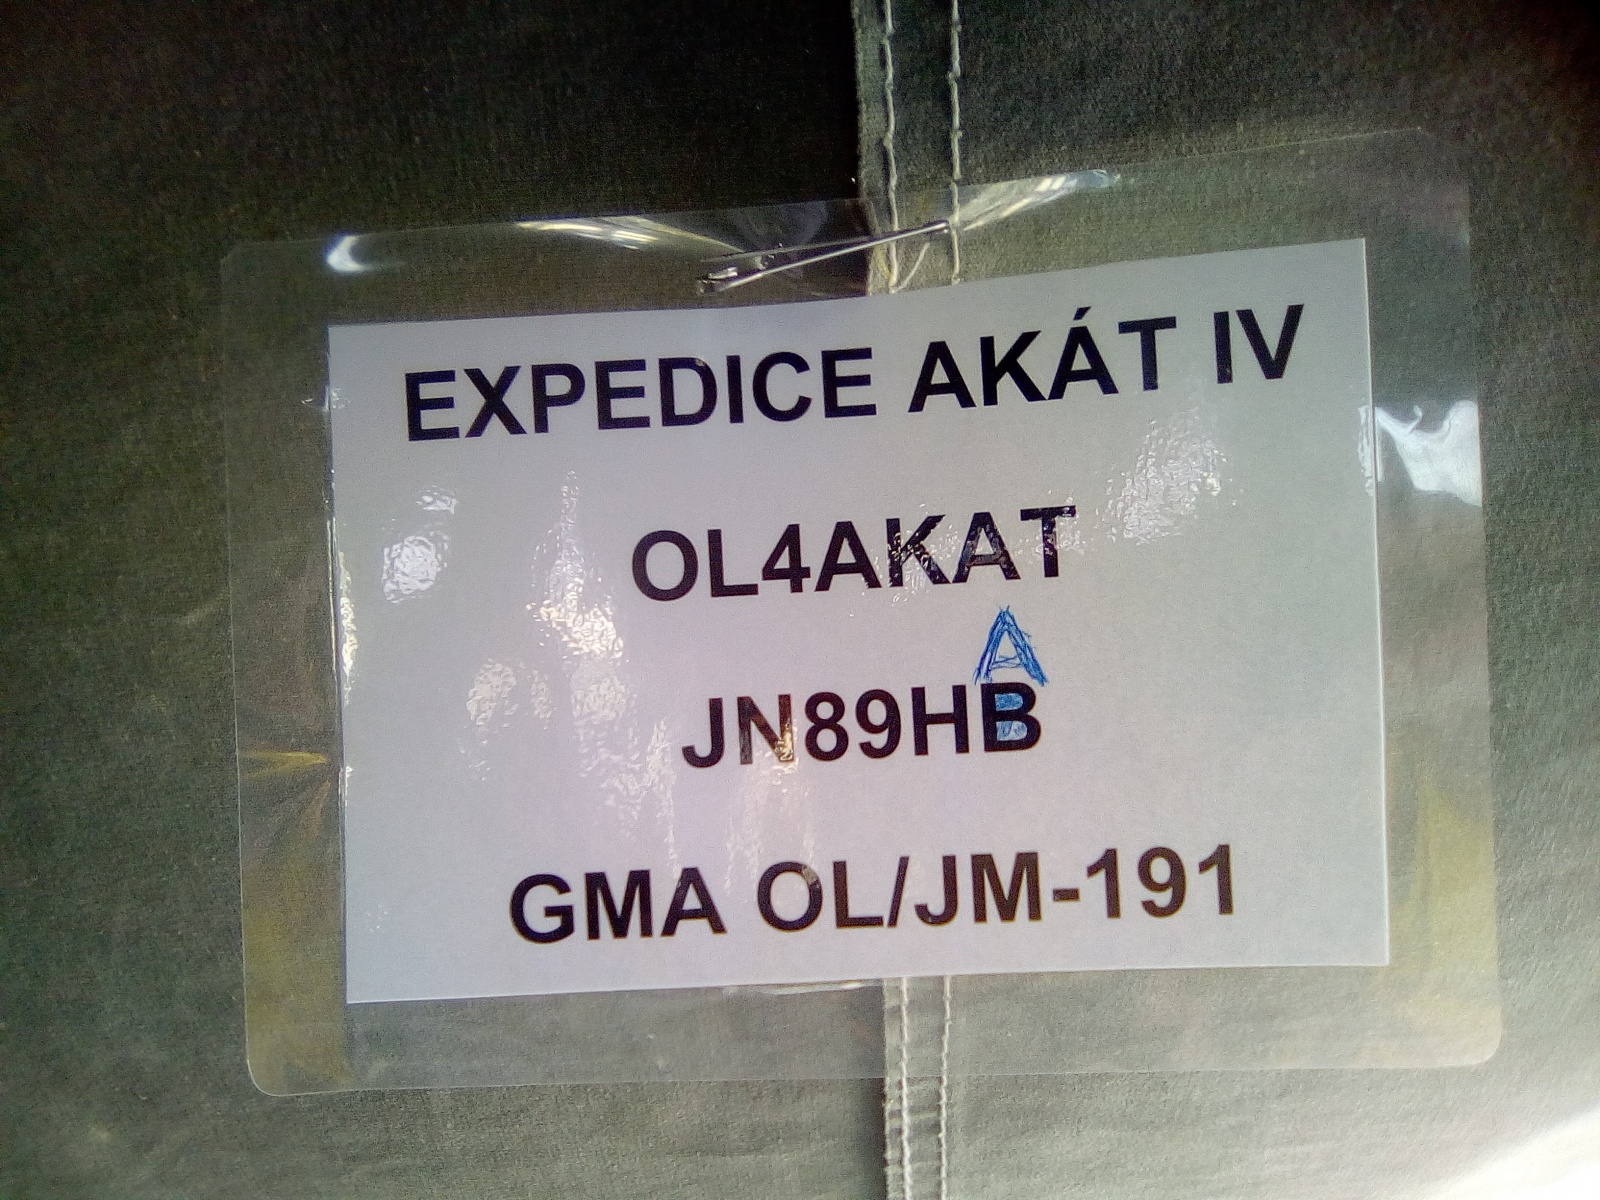 EXPEDICE AKÁT IV
OL4AKAT
A
JN89HB
GMA OL/JM-191